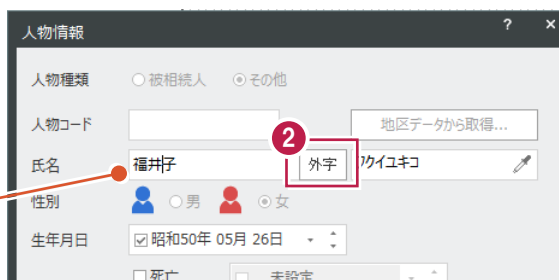 人物情報 ? ×
人物種類 被相続人 その他
人物コード 地区データから取得...
2
氏名 福井子 外字 フクイユキコ
性別 男 女
生年月日 昭和50年 05月 26日
死亡 未設定